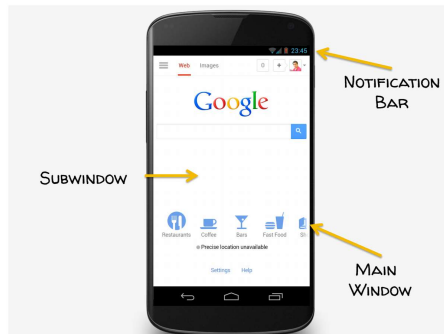 23:45
Web Images 0 +
NOTIFICATION
BAR
Google
SUBWINDOW
Restaurants Coffee Bars Fast Food
Precise location unavailable
Settings Help
MAIN
WINDOW